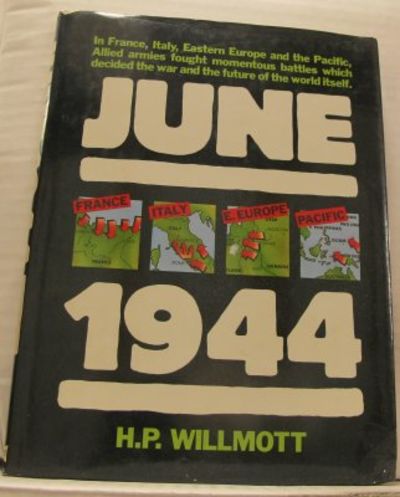 In France, Italy, Eastern Europe and the Pacific,
Allied armies fought momentous battles which
decided the war and the future of the world itself.
JUNE
FRANCE
ITALY
E. EUROPE
PACIFIC
1944
H.P. WILLMOTT